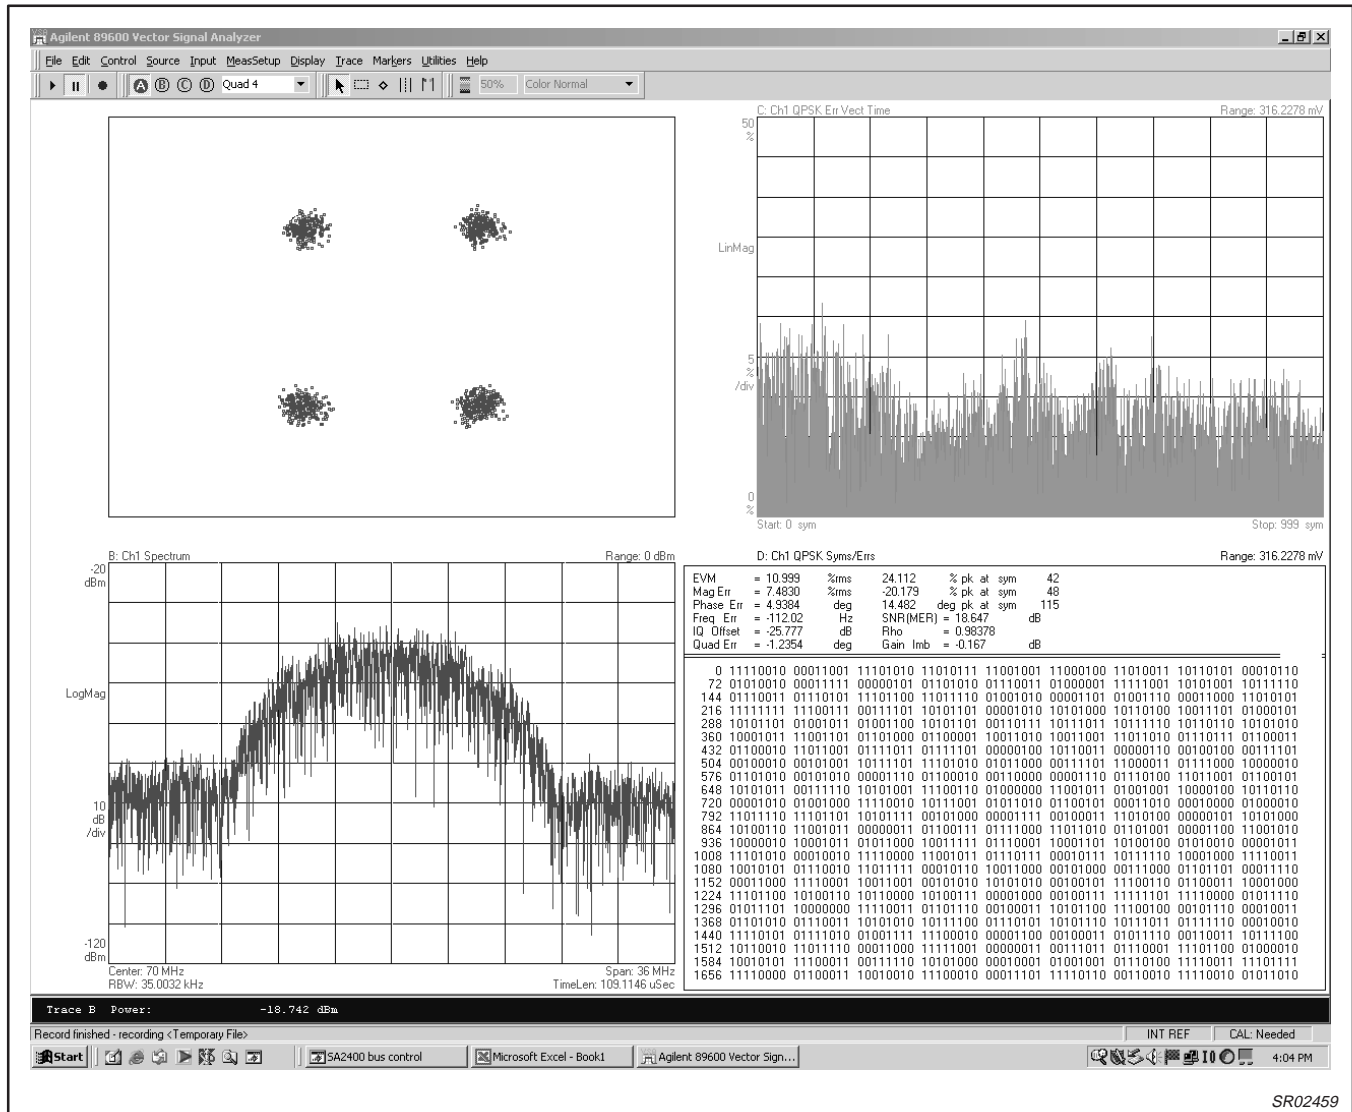 Agilent 89600 Vector Signal Analyzer
File Edit Control Source Input MeasSetup Display Trace Markers Utilities Help
A B C D Quad 4 50% Color Normal
C: Ch1 QPSK Err Vect Time Range: 316.2278 mV
50
%
LinMag
5
%
/div
0
%
Start: 0 sym Stop: 999 sym
B: Ch1 Spectrum Range: 0 dBm
-20
dBm
LogMag
10
dB
/div
-120
dBm
Center: 70 MHz Span: 36 MHz
RBW: 35.0032 kHz TimeLen: 109.1146 uSec
D: Ch1 QPSK Syms/Errs Range: 316.2278 mV
EVM = 10.999 %rms 24.112 % pk at sym 42
Mag Err = 7.4830 %rms -20.179 % pk at sym 48
Phase Err = 4.9384 deg 14.482 deg pk at sym 115
Freq Err = -112.02 Hz SNR(MER) = 18.647 dB
IQ Offset = -25.777 dB Rho = 0.98378
Quad Err = -1.2354 deg Gain Imb = -0.167 dB
0 11110010 00011001 11101010 11010111 11001001 11000100 11010011 10110101 00010110
72 01010010 00011111 00000101 01101010 01110011 01000001 11111001 10101001 10111110
144 01110011 01110101 11101100 11011110 01001010 00001101 01001110 00011000 11010101
216 11111111 11100111 00111101 10101101 00001010 10101000 10110100 10011101 01000101
288 10101101 01001011 01001100 10101101 00110111 10111011 10111110 10110110 10101010
360 10001011 11001101 01101000 01100001 10010110 10011001 11011010 01110111 01100011
432 01100010 11011001 01111011 01111101 00000100 10110011 00000110 00100100 00111101
504 00100010 00101001 10111101 11101010 01011000 00111101 11000011 01111000 10000010
576 01101010 00101010 00001110 01100010 00110000 00001110 01110100 11011001 01100101
648 10101011 00111110 10101001 11100110 01000000 11001011 01001001 10000100 10110110
720 00001010 01001000 11110010 10111001 01011010 01100101 00011010 00010000 01000010
792 11011110 11101101 10101111 00101000 00001111 00100011 11010100 00000101 10101000
864 10100110 11001011 00000011 01100111 01111000 11011010 01101001 00001100 11001010
936 10000010 10001011 01011000 10011111 01110001 10001101 10100100 01010010 00001011
1008 11101010 00010010 11110000 11001011 01110111 00010111 10111110 10001000 11110011
1080 10010101 01110010 11011111 00010110 10011000 00101000 00111000 01101101 00011110
1152 00011000 11110001 10011001 00101010 10101010 00100101 11100110 01100011 10001000
1224 11101100 10100110 10110000 10100111 00001000 00100111 11111101 11110000 01011110
1296 01011101 10000000 11110011 01101110 00100011 10101100 11100100 00101110 00010011
1368 01101010 01110011 10101010 10111100 01110101 10101110 10111011 01111110 00010010
1440 11110101 01111010 01001111 11100010 00001100 00100011 01011110 00110011 10111100
1512 10110010 11011110 00011000 11111001 00000011 00111011 01110001 11101100 01000010
1584 10010101 11100011 00111110 10101000 00010001 00010001 00110011 11001011 11101111
1656 11110000 01100011 10010010 11100010 00011101 11110110 00110010 11110010 01011010
Trace B Power: -18.742 dBm
Record finished - recording <Temporary File> INT REF CAL: Needed
Start SA2400 bus control Microsoft Excel - Book1 Agilent 89600 Vector Sign... 4:04 PM
SR02459